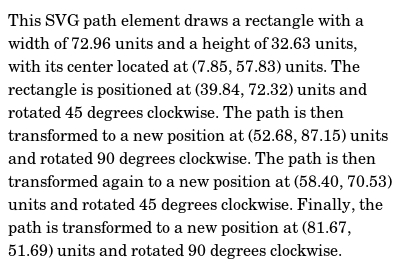 This SVG path element draws a rectangle with a
width of 72.96 units and a height of 32.63 units,
with its center located at (7.85, 57.83) units. The
rectangle is positioned at (39.84, 72.32) units and
rotated 45 degrees clockwise. The path is then
transformed to a new position at (52.68, 87.15) units
and rotated 90 degrees clockwise. The path is then
transformed again to a new position at (58.40, 70.53)
units and rotated 45 degrees clockwise. Finally, the
path is transformed to a new position at (81.67,
51.69) units and rotated 90 degrees clockwise.